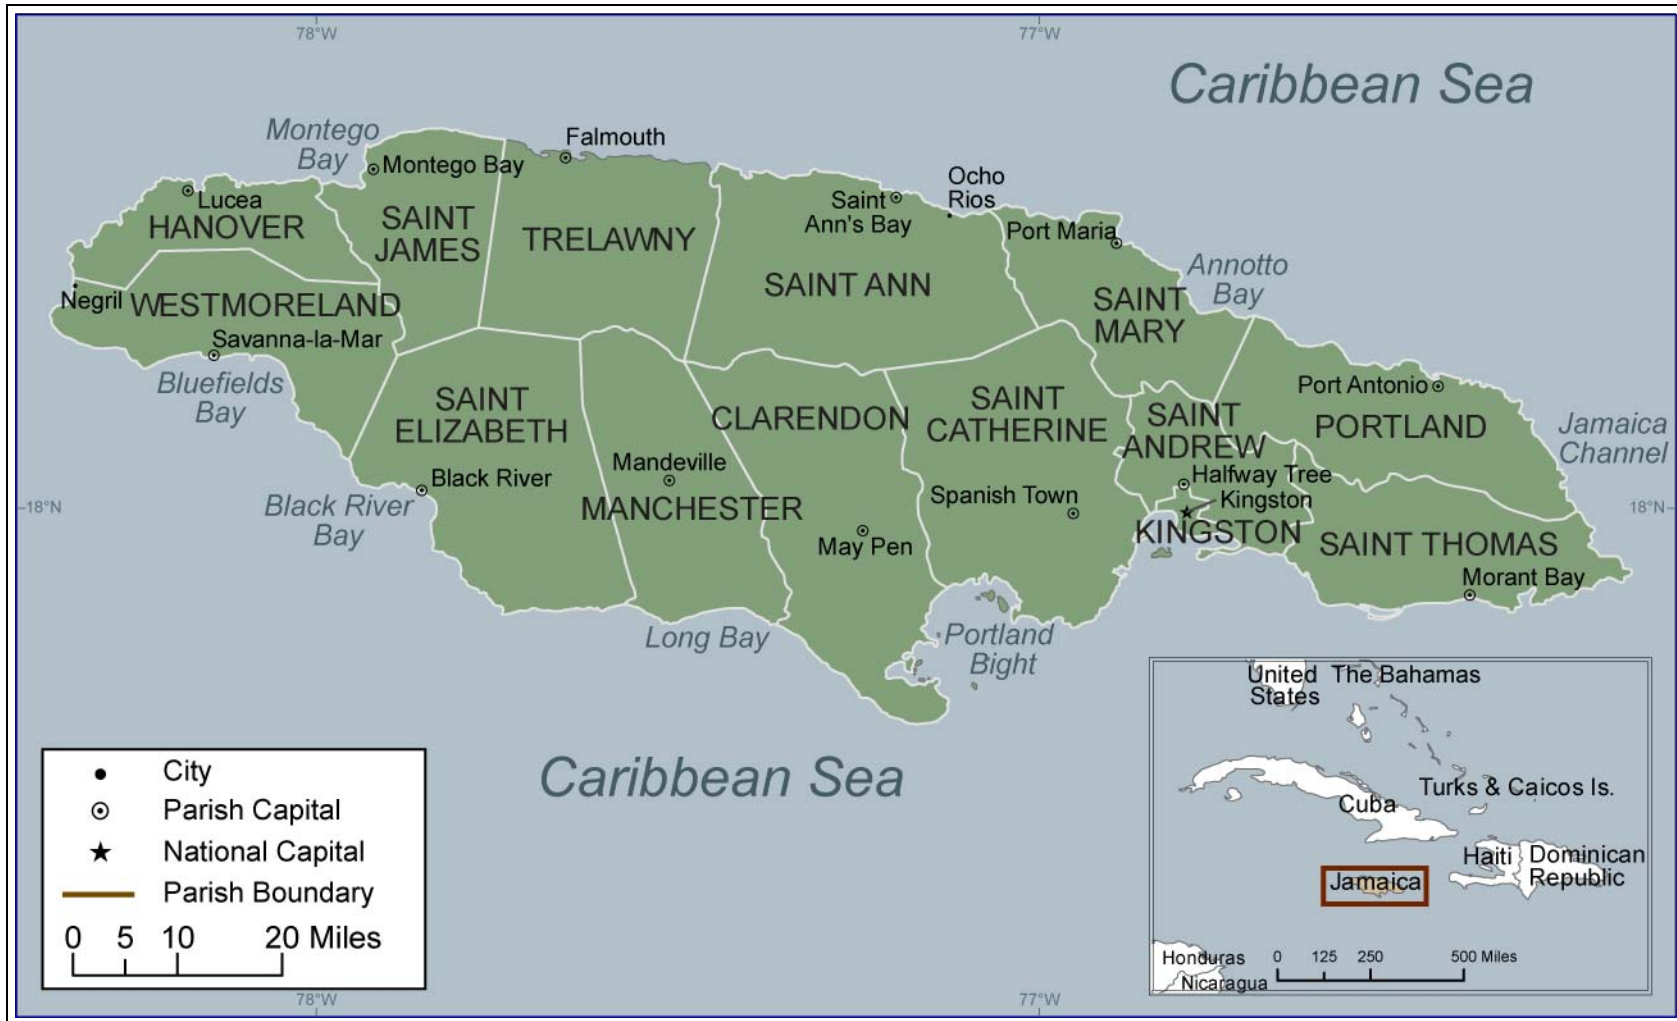 78°W
77°W
Caribbean Sea
Montego
Bay
Falmouth
Montego Bay
Ocho
Rios
Lucea
Saint
Ann's Bay
HANOVER
SAINT
JAMES
TRELAWNY
Port Maria
SAINT ANN
Annotto
Bay
Negril
WESTMORELAND
SAINT
MARY
Savanna-la-Mar
Bluefields
Bay
SAINT
ELIZABETH
CLARENDON
SAINT
CATHERINE
SAINT
ANDREW
Port Antonio
PORTLAND
Jamaica
Channel
Mandeville
Black River
Halfway Tree
Spanish Town
Kingston
Black River
Bay
18°N
18°N
MANCHESTER
May Pen
KINGSTON
SAINT THOMAS
Morant Bay
Long Bay
Portland
Bight
Caribbean Sea
City
Parish Capital
National Capital
Parish Boundary
0 5 10 20 Miles
United
States
The Bahamas
Turks & Caicos Is.
Cuba
Haiti
Dominican
Republic
Jamaica
Honduras
Nicaragua
0 125 250 500 Miles
78°W
77°W